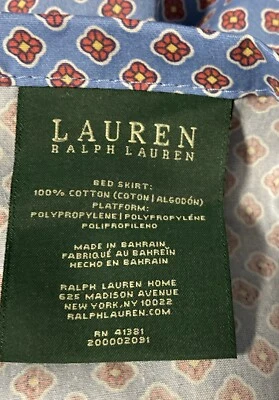 LAUREN
RALPH LAUREN
BED SKIRT:
100% COTTON (COTON | ALGODÓN)
PLATFORM:
POLYPROPYLENE | POLYPROPYLÉNE
POLIPROPILENO
MADE IN BAHRAIN
FABRIQUÉ AU BAHREÏN
HECHO EN BAHRAIN
RALPH LAUREN HOME
625 MADISON AVENUE
NEW YORK, NY 10022
RALPHLAUREN.COM
RN 41381
200002091